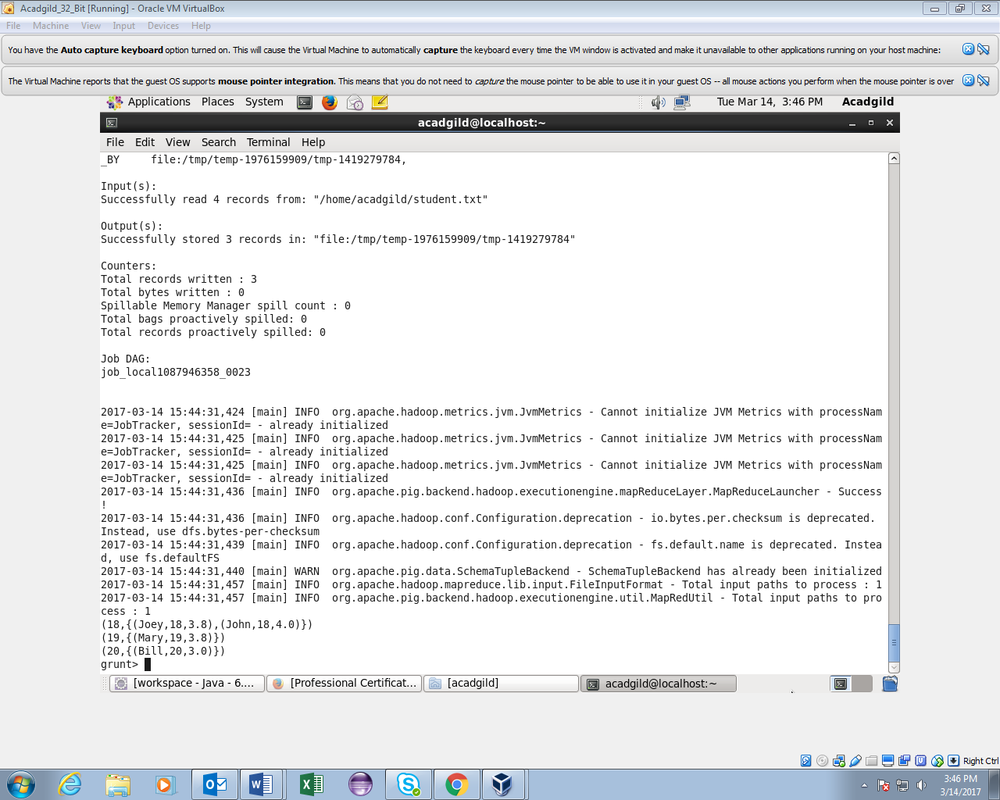 Acadgild_32_Bit [Running] - Oracle VM VirtualBox
File Machine View Input Devices Help
You have the Auto capture keyboard option turned on. This will cause the Virtual Machine to automatically capture the keyboard every time the VM window is activated and make it unavailable to other applications running on your host machine:
The Virtual Machine reports that the guest OS supports mouse pointer integration. This means that you do not need to capture the mouse pointer to be able to use it in your guest OS -- all mouse actions you perform when the mouse pointer is over
Applications Places System Tue Mar 14, 3:46 PM Acadgild
acadgild@localhost:~
File Edit View Search Terminal Help
_BY     file:/tmp/temp-1976159909/tmp-1419279784,
Input(s):
Successfully read 4 records from: "/home/acadgild/student.txt"
Output(s):
Successfully stored 3 records in: "file:/tmp/temp-1976159909/tmp-1419279784"
Counters:
Total records written : 3
Total bytes written : 0
Spillable Memory Manager spill count : 0
Total bags proactively spilled: 0
Total records proactively spilled: 0
Job DAG:
job_local1087946358_0023
2017-03-14 15:44:31,424 [main] INFO  org.apache.hadoop.metrics.jvm.JvmMetrics - Cannot initialize JVM Metrics with processNam
e=JobTracker, sessionId= - already initialized
2017-03-14 15:44:31,425 [main] INFO  org.apache.hadoop.metrics.jvm.JvmMetrics - Cannot initialize JVM Metrics with processNam
e=JobTracker, sessionId= - already initialized
2017-03-14 15:44:31,425 [main] INFO  org.apache.hadoop.metrics.jvm.JvmMetrics - Cannot initialize JVM Metrics with processNam
e=JobTracker, sessionId= - already initialized
2017-03-14 15:44:31,436 [main] INFO  org.apache.pig.backend.hadoop.executionengine.mapReduceLayer.MapReduceLauncher - Success
!
2017-03-14 15:44:31,436 [main] INFO  org.apache.hadoop.conf.Configuration.deprecation - io.bytes.per.checksum is deprecated.
Instead, use dfs.bytes-per-checksum
2017-03-14 15:44:31,439 [main] INFO  org.apache.hadoop.conf.Configuration.deprecation - fs.default.name is deprecated. Instea
d, use fs.defaultFS
2017-03-14 15:44:31,440 [main] WARN  org.apache.pig.data.SchemaTupleBackend - SchemaTupleBackend has already been initialized
2017-03-14 15:44:31,457 [main] INFO  org.apache.hadoop.mapreduce.lib.input.FileInputFormat - Total input paths to process : 1
2017-03-14 15:44:31,457 [main] INFO  org.apache.pig.backend.hadoop.executionengine.util.MapRedUtil - Total input paths to pro
cess : 1
(18,{(Joey,18,3.8),(John,18,4.0)})
(19,{(Mary,19,3.8)})
(20,{(Bill,20,3.0)})
grunt>
[workspace - Java - 6.... [Professional Certificat... [acadgild] acadgild@localhost:~
Right Ctrl
3:46 PM
3/14/2017